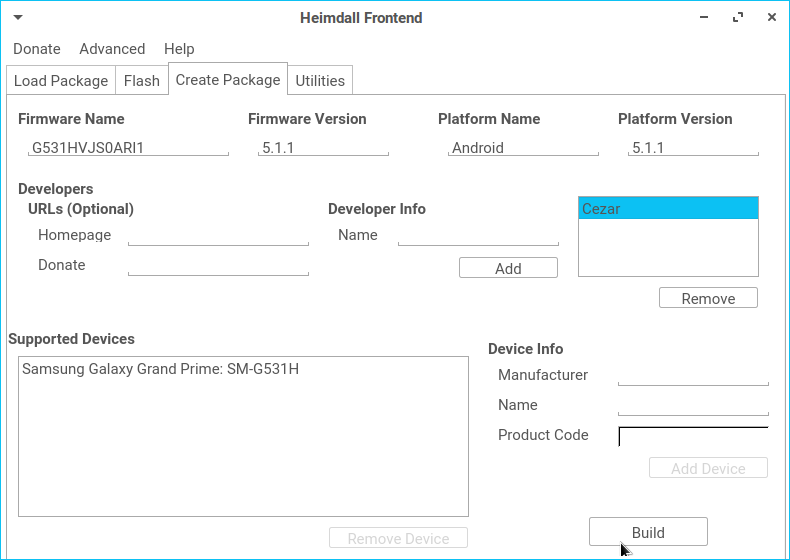 Heimdall Frontend
Donate Advanced Help
Load Package Flash Create Package Utilities
Firmware Name Firmware Version Platform Name Platform Version
G531HVJS0ARI1 5.1.1 Android 5.1.1
Developers
URLs (Optional) Developer Info Cezar
Homepage Name
Donate Add
Remove
Supported Devices
Device Info
Samsung Galaxy Grand Prime: SM-G531H Manufacturer
Name
Product Code
Add Device
Remove Device Build